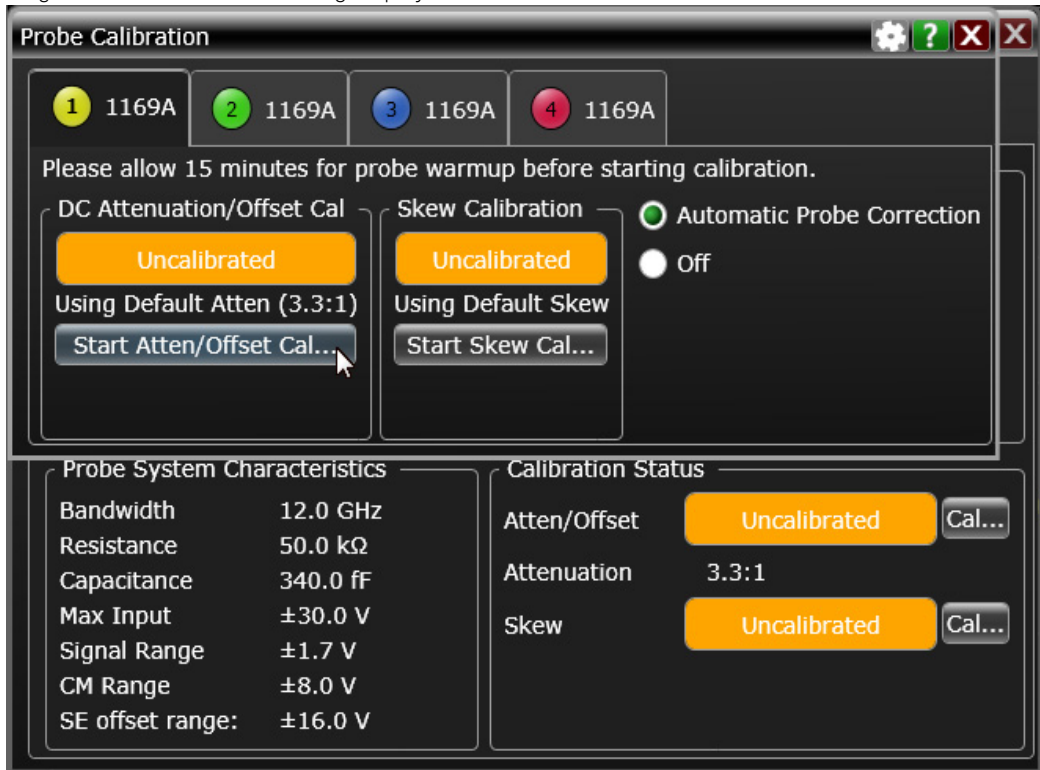 Probe Calibration
?
X
X
1 1169A
2 1169A
3 1169A
4 1169A
Please allow 15 minutes for probe warmup before starting calibration.
DC Attenuation/Offset Cal
Uncalibrated
Using Default Atten (3.3:1)
Start Atten/Offset Cal...
Skew Calibration
Uncalibrated
Using Default Skew
Start Skew Cal...
Automatic Probe Correction
Off
Probe System Characteristics
Bandwidth 12.0 GHz
Resistance 50.0 kΩ
Capacitance 340.0 fF
Max Input ±30.0 V
Signal Range ±1.7 V
CM Range ±8.0 V
SE offset range: ±16.0 V
Calibration Status
Atten/Offset Uncalibrated Cal...
Attenuation 3.3:1
Skew Uncalibrated Cal...